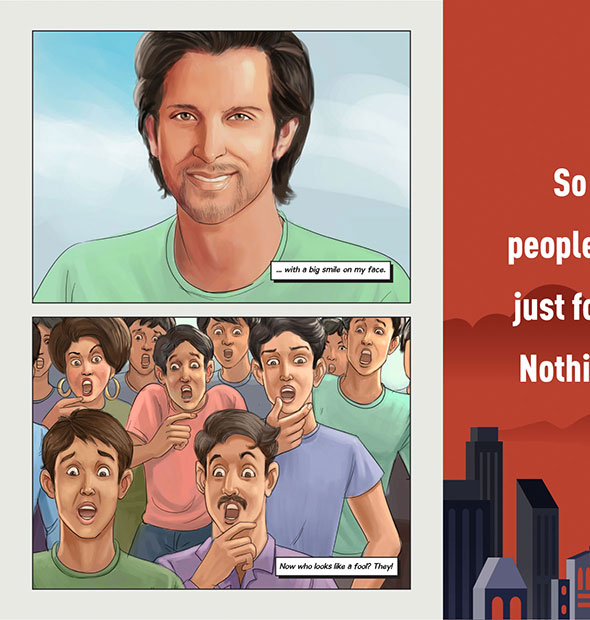 ... with a big smile on my face.
Now who looks like a fool? They!
So
people
just fo
Nothi